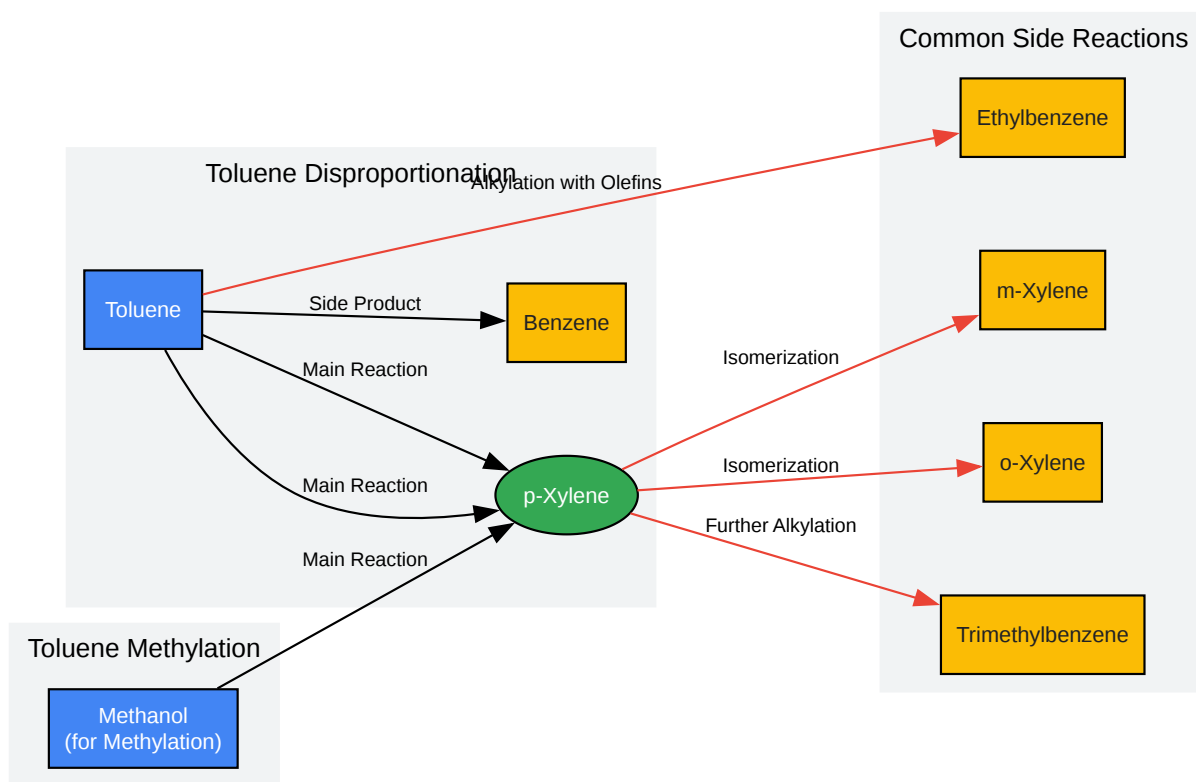 Common Side Reactions
Ethylbenzene
Toluene Disproportionation
Alkylation with Olefins
Toluene
Side Product
Benzene
m-Xylene
Main Reaction
Isomerization
Isomerization
o-Xylene
Main Reaction
p-Xylene
Further Alkylation
Main Reaction
Trimethylbenzene
Toluene Methylation
Methanol
(for Methylation)